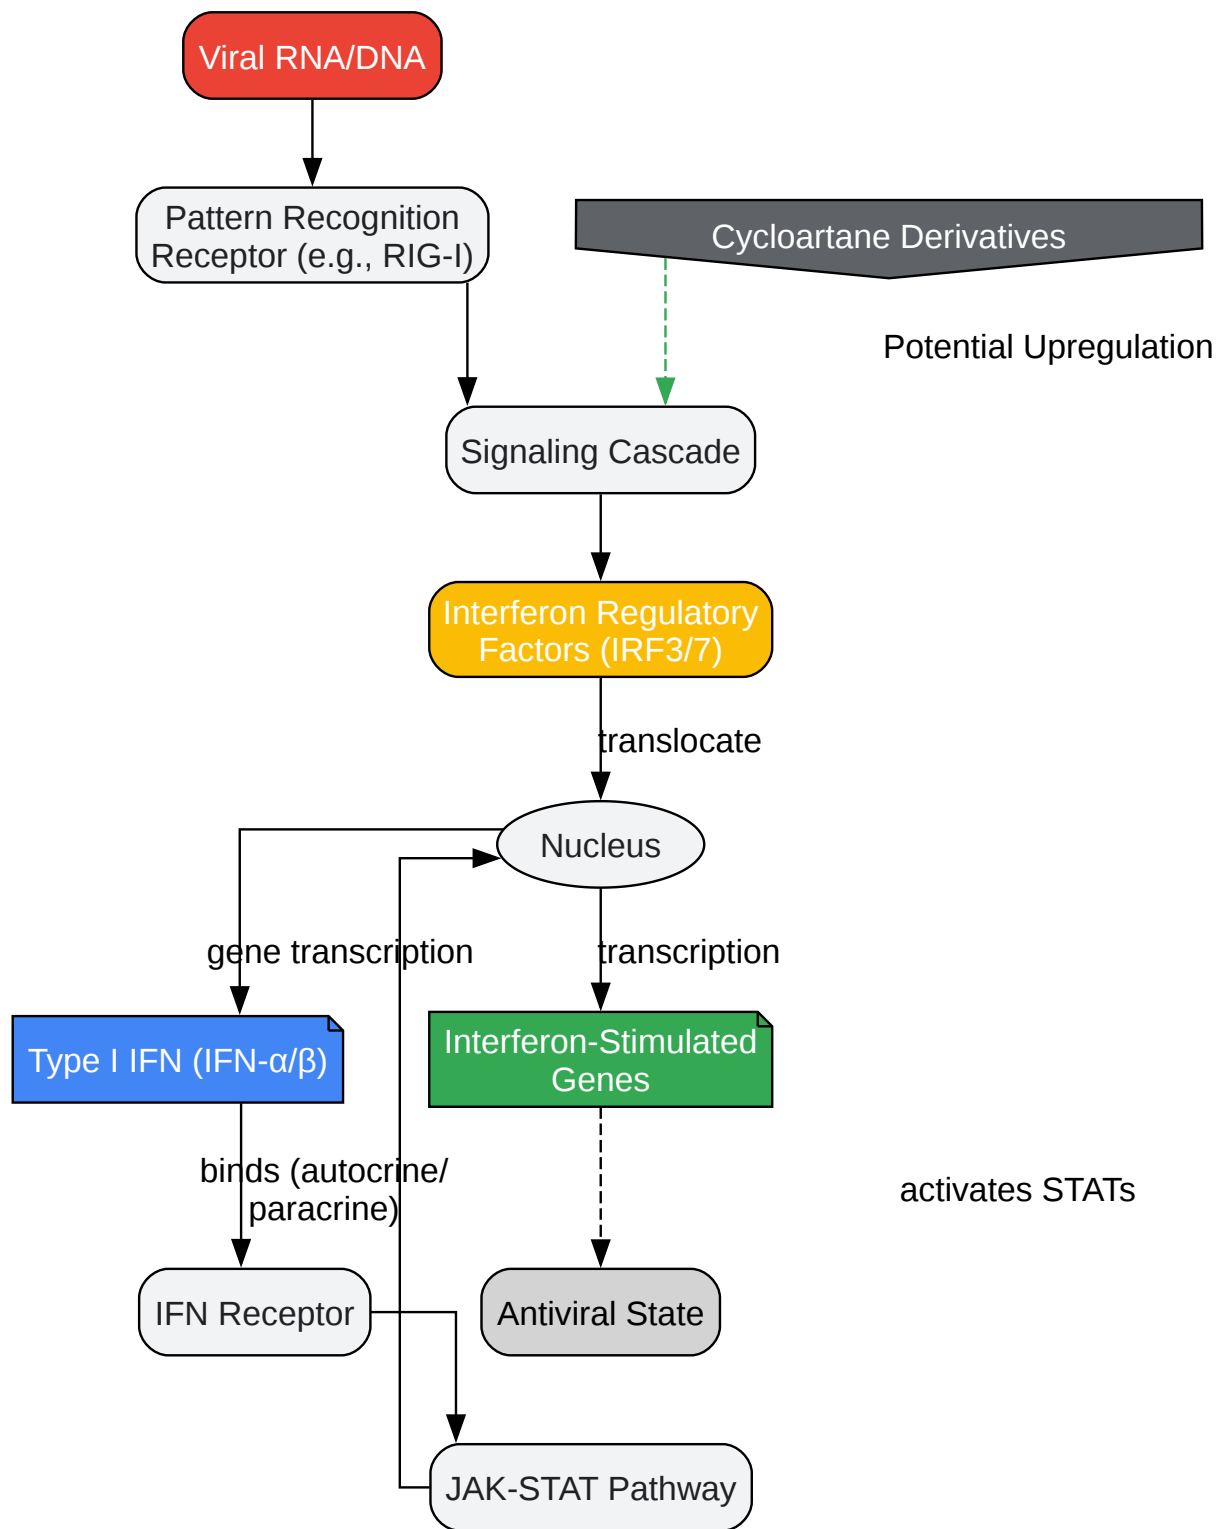 Viral RNA/DNA
Pattern Recognition
Receptor (e.g., RIG-I)
Cycloartane Derivatives
Potential Upregulation
Signaling Cascade
Interferon Regulatory
Factors (IRF3/7)
translocate
Nucleus
gene transcription
transcription
Type I IFN (IFN-α/β)
Interferon-Stimulated
Genes
binds (autocrine/
paracrine)
activates STATs
IFN Receptor
Antiviral State
JAK-STAT Pathway